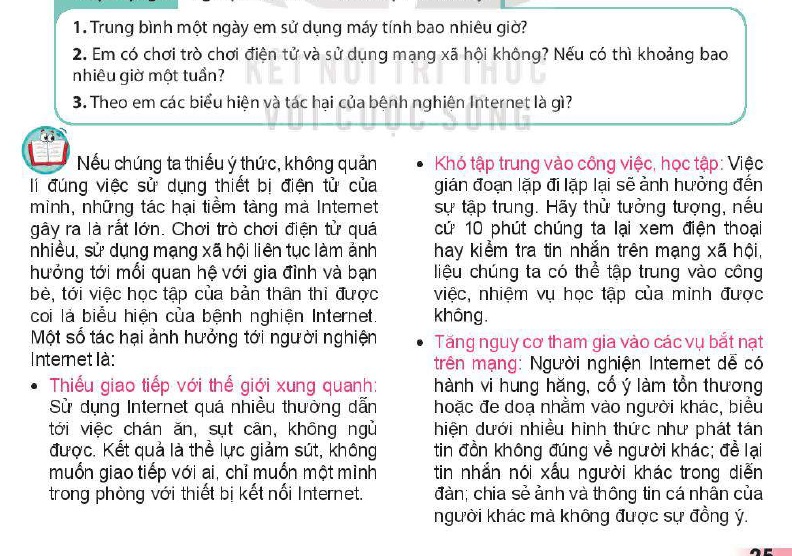 1. Trung bình một ngày em sử dụng máy tính bao nhiêu giờ?
2. Em có chơi trò chơi điện tử và sử dụng mạng xã hội không? Nếu có thì khoảng bao
nhiêu giờ một tuần?
3. Theo em các biểu hiện và tác hại của bệnh nghiện Internet là gì?
KẾT NỐI TRI THỨC
VỚI CUỘC SỐNG
Nếu chúng ta thiếu ý thức, không quản
lí đúng việc sử dụng thiết bị điện tử của
mình, những tác hại tiềm tàng mà Internet
gây ra là rất lớn. Chơi trò chơi điện tử quá
nhiều, sử dụng mạng xã hội liên tục làm ảnh
hưởng tới mối quan hệ với gia đình và bạn
bè, tới việc học tập của bản thân thì được
coi là biểu hiện của bệnh nghiện Internet.
Một số tác hại ảnh hưởng tới người nghiện
Internet là:
• Thiếu giao tiếp với thế giới xung quanh:
Sử dụng Internet quá nhiều thường dẫn
tới việc chán ăn, sụt cân, không ngủ
được. Kết quả là thể lực giảm sút, không
muốn giao tiếp với ai, chỉ muốn một mình
trong phòng với thiết bị kết nối Internet.
• Khó tập trung vào công việc, học tập: Việc
gián đoạn lặp đi lặp lại sẽ ảnh hưởng đến
sự tập trung. Hãy thử tưởng tượng, nếu
cứ 10 phút chúng ta lại xem điện thoại
hay kiểm tra tin nhắn trên mạng xã hội,
liệu chúng ta có thể tập trung vào công
việc, nhiệm vụ học tập của mình được
không.
• Tăng nguy cơ tham gia vào các vụ bắt nạt
trên mạng: Người nghiện Internet dễ có
hành vi hung hăng, cố ý làm tổn thương
hoặc đe doạ nhằm vào người khác, biểu
hiện dưới nhiều hình thức như phát tán
tin đồn không đúng về người khác; để lại
tin nhắn nói xấu người khác trong diễn
đàn; chia sẻ ảnh và thông tin cá nhân của
người khác mà không được sự đồng ý.
25